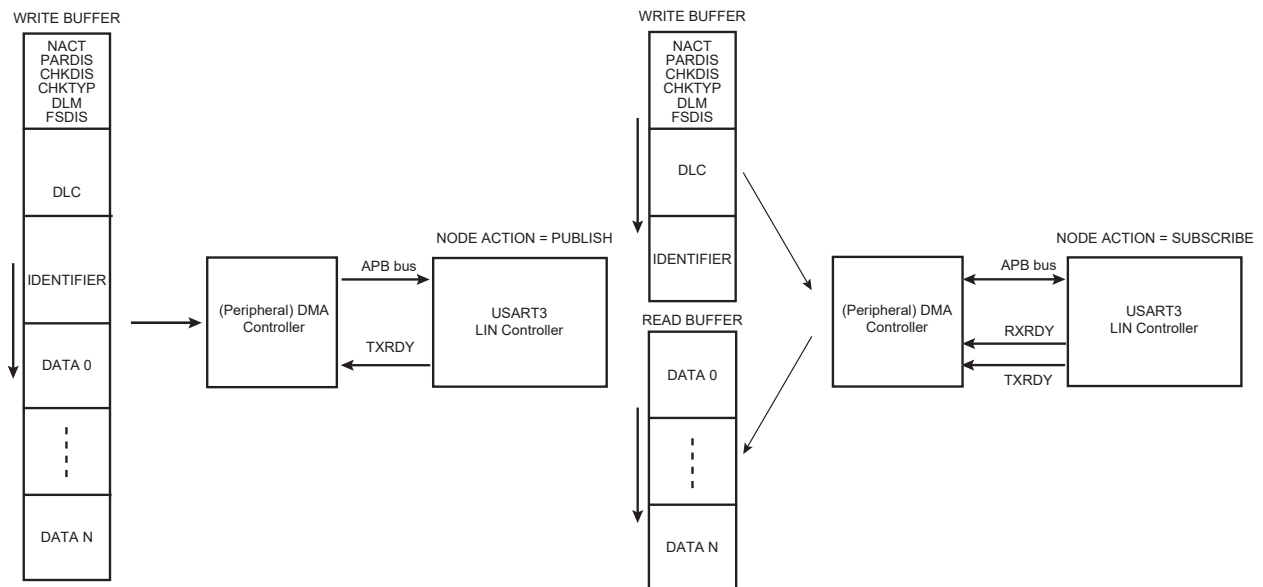 WRITE BUFFER
NACT
PARDIS
CHKDIS
CHKTYP
DLM
FSDIS
DLC
IDENTIFIER
DATA 0
DATA N
(Peripheral) DMA
Controller
APB bus
TXRDY
NODE ACTION = PUBLISH
USART3
LIN Controller
WRITE BUFFER
NACT
PARDIS
CHKDIS
CHKTYP
DLM
FSDIS
DLC
IDENTIFIER
READ BUFFER
DATA 0
DATA N
(Peripheral) DMA
Controller
APB bus
RXRDY
TXRDY
NODE ACTION = SUBSCRIBE
USART3
LIN Controller